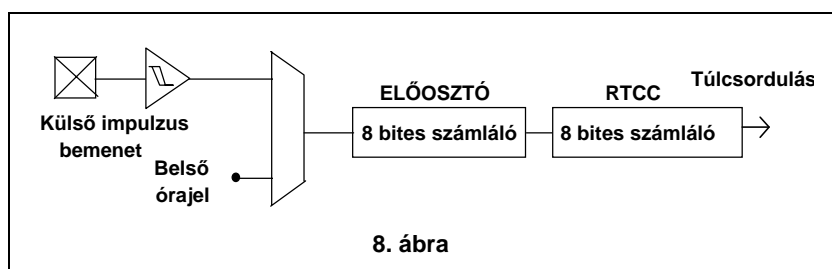 Külső impulzus
bemenet
Belső
órajel
ELŐOSZTÓ
8 bites számláló
RTCC
8 bites számláló
Túlcsordulás
8. ábra